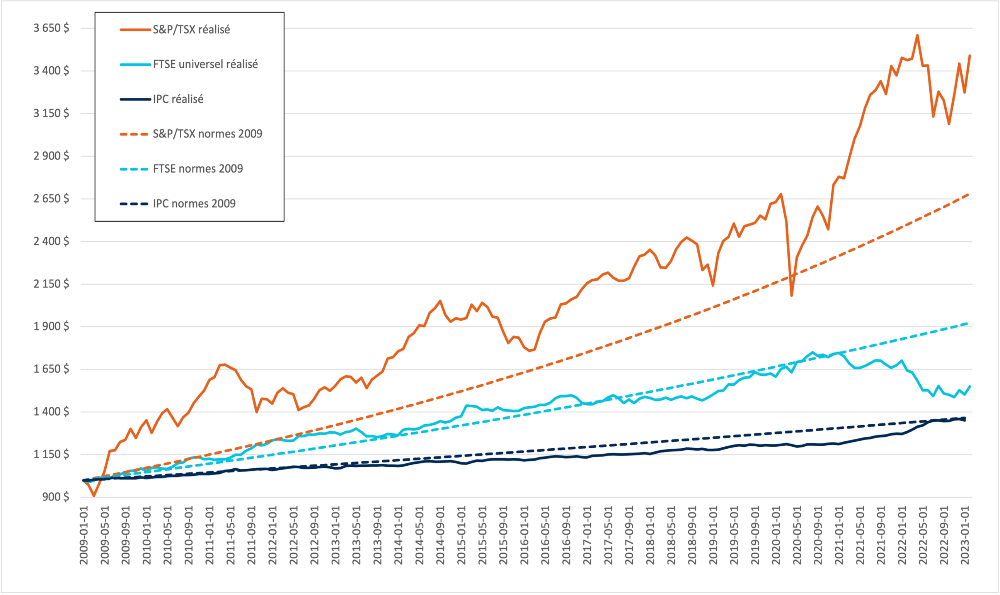 3 650 $
3 400 $
3 150 $
2 900 $
2 650 $
2 400 $
2 150 $
1 900 $
1 650 $
1 400 $
1 150 $
900 $
S&P/TSX réalisé
FTSE universel réalisé
IPC réalisé
S&P/TSX normes 2009
FTSE normes 2009
IPC normes 2009
2009-01-01
2009-05-01
2009-09-01
2010-01-01
2010-05-01
2010-09-01
2011-01-01
2011-05-01
2011-09-01
2012-01-01
2012-05-01
2012-09-01
2013-01-01
2013-05-01
2013-09-01
2014-01-01
2014-05-01
2014-09-01
2015-01-01
2015-05-01
2015-09-01
2016-01-01
2016-05-01
2016-09-01
2017-01-01
2017-05-01
2017-09-01
2018-01-01
2018-05-01
2018-09-01
2019-01-01
2019-05-01
2019-09-01
2020-01-01
2020-05-01
2020-09-01
2021-01-01
2021-05-01
2021-09-01
2022-01-01
2022-05-01
2022-09-01
2023-01-01